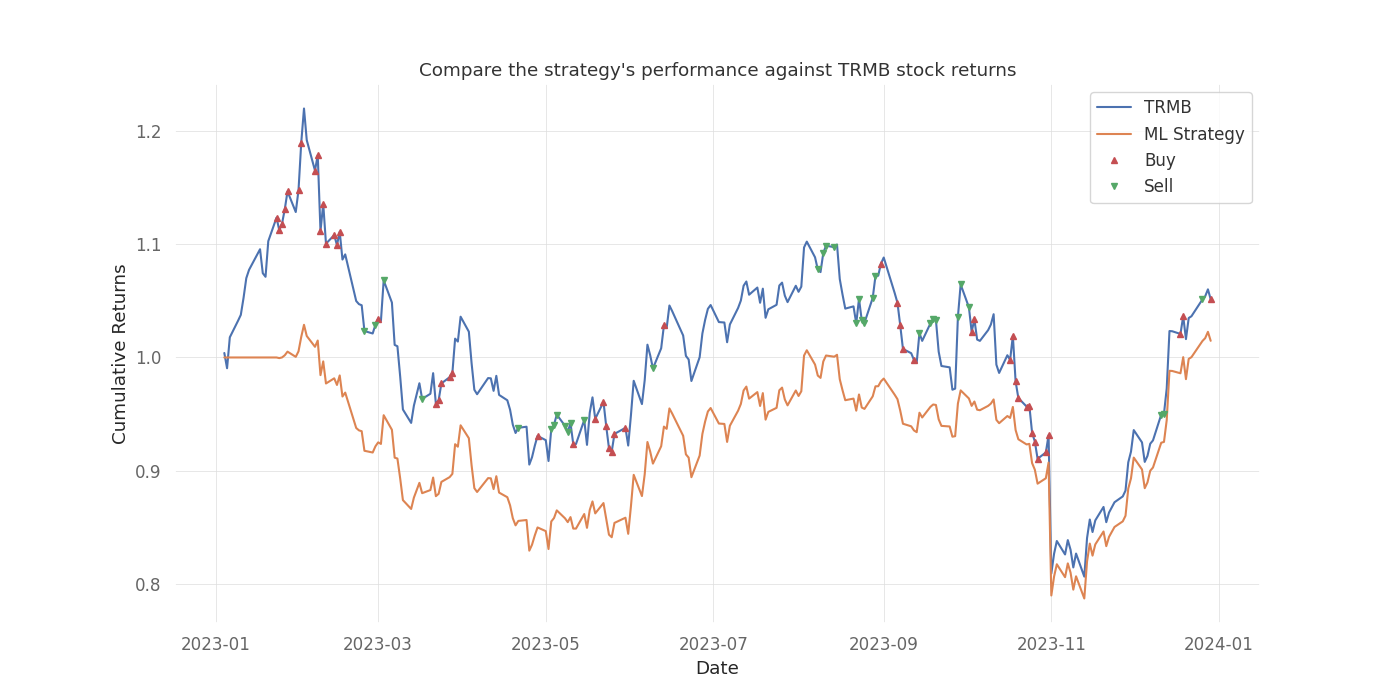 Compare the strategy's performance against TRMB stock returns
TRMB
ML Strategy
Buy
Sell
Cumulative Returns
1.2
1.1
1.0
0.9
0.8
2023-01
2023-03
2023-05
2023-07
2023-09
2023-11
2024-01
Date